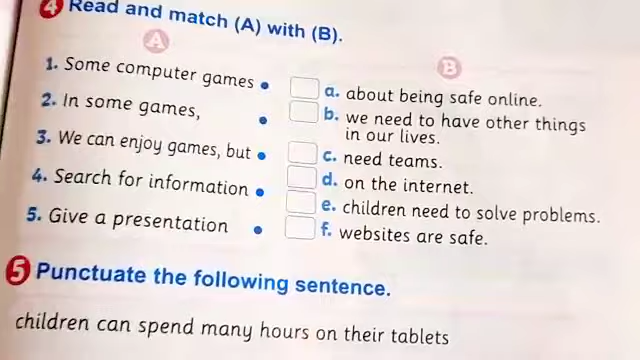 4 Read and match (A) with (B).
A
B
1. Some computer games
2. In some games,
3. We can enjoy games, but
4. Search for information
5. Give a presentation
a. about being safe online.
b. we need to have other things
in our lives.
c. need teams.
d. on the internet.
e. children need to solve problems.
f. websites are safe.
5 Punctuate the following sentence.
children can spend many hours on their tablets